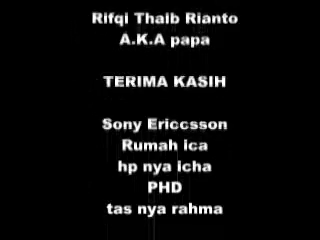 Rifqi Thaib Rianto
A.K.A papa
TERIMA KASIH
Sony Ericcsson
Rumah ica
hp nya icha
PHD
tas nya rahma